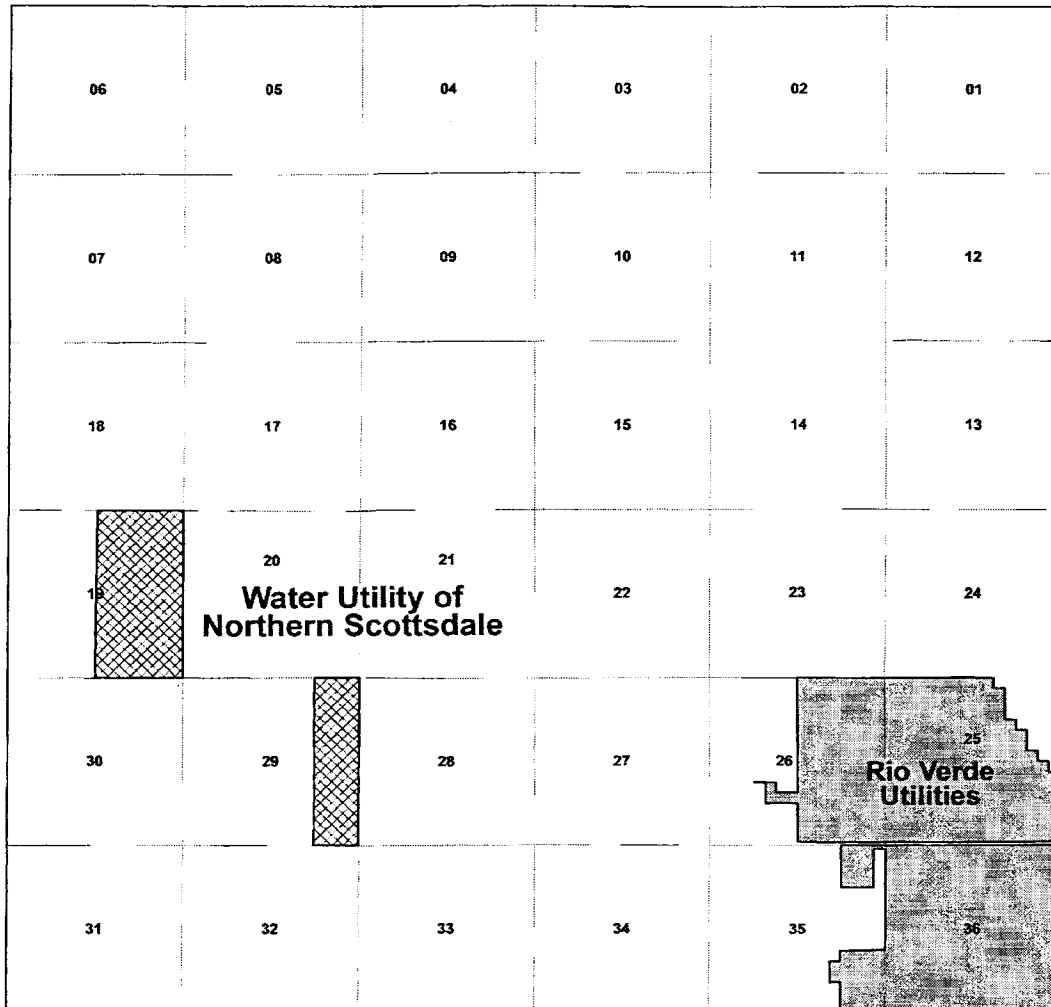 06 05 04 03 02 01
07 08 09 10 11 12
18 17 16 15 14 13
19 20 21 22 23 24
Water Utility of
Northern Scottsdale
30 29 28 27 26 25
Rio Verde
Utilities
31 32 33 34 35 36